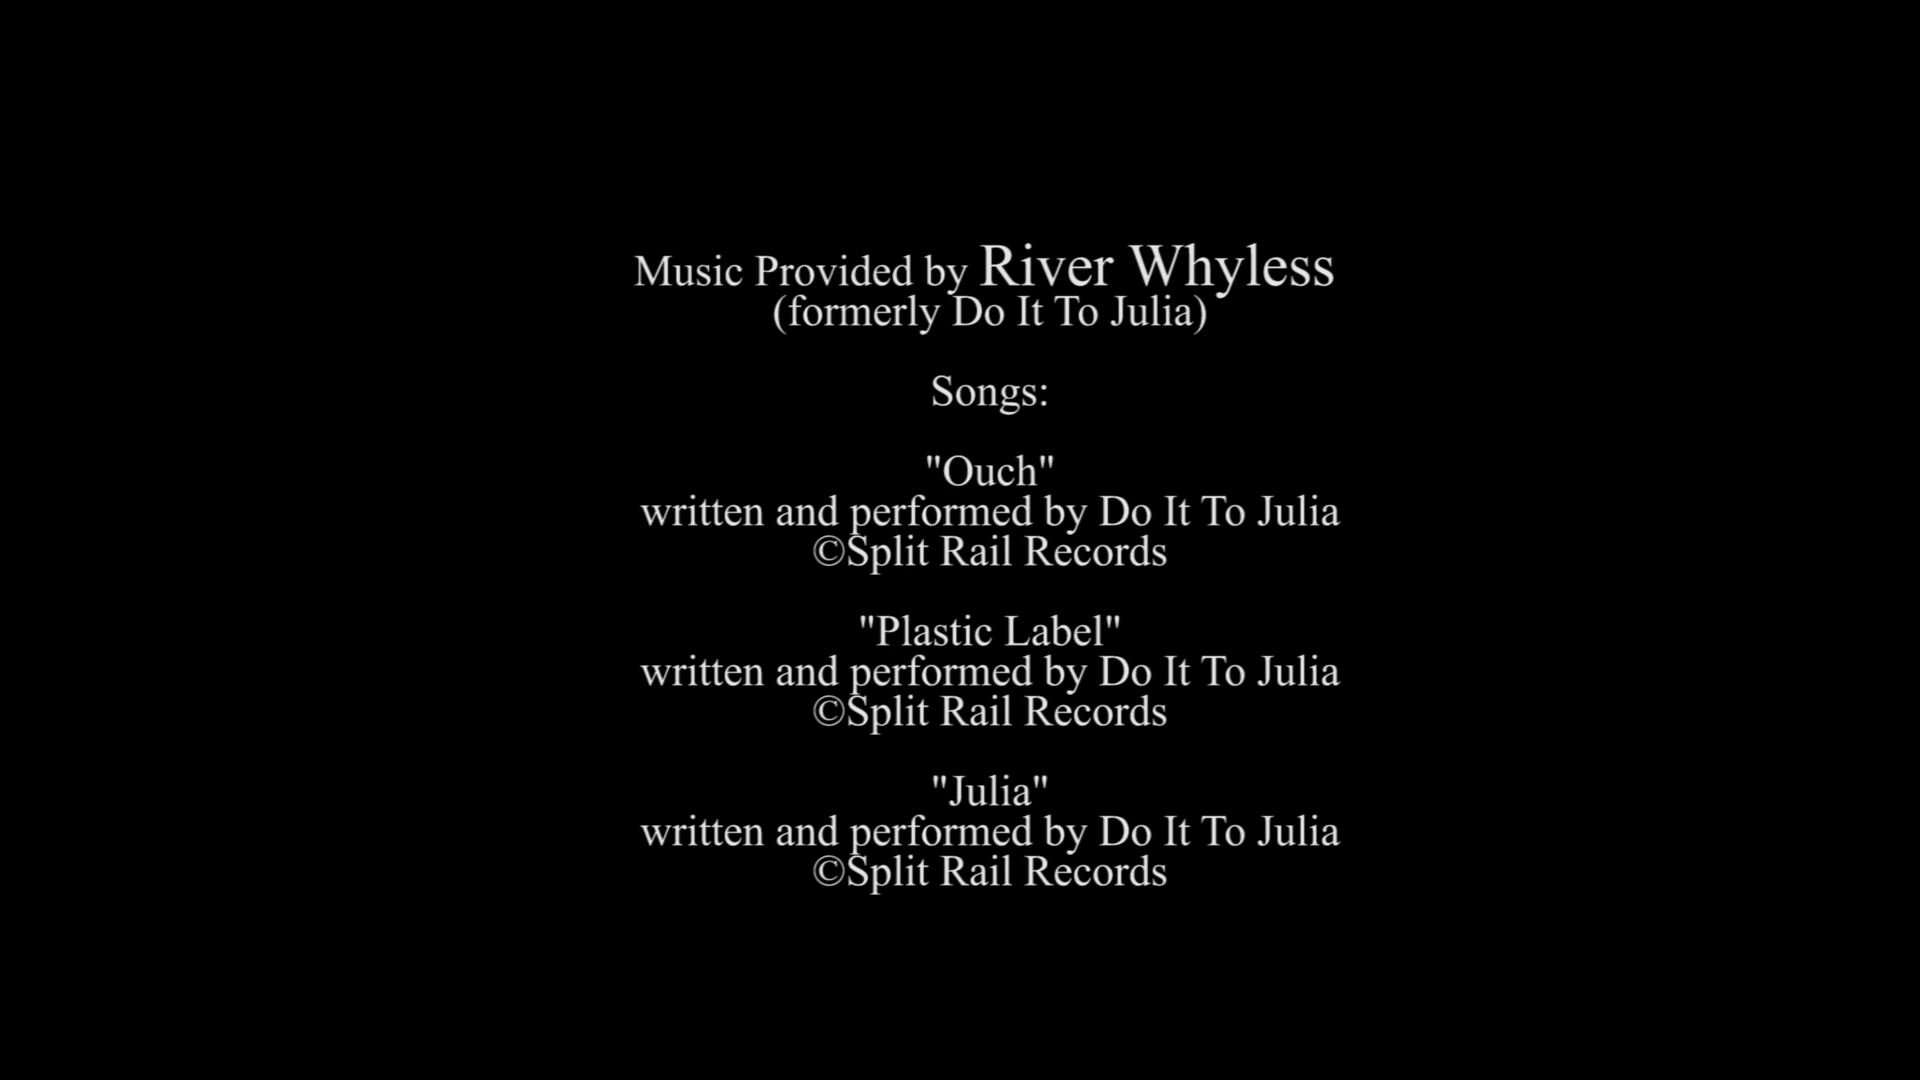 Music Provided by River Whyless
(formerly Do It To Julia)
Songs:
"Ouch"
written and performed by Do It To Julia
©Split Rail Records
"Plastic Label"
written and performed by Do It To Julia
©Split Rail Records
"Julia"
written and performed by Do It To Julia
©Split Rail Records